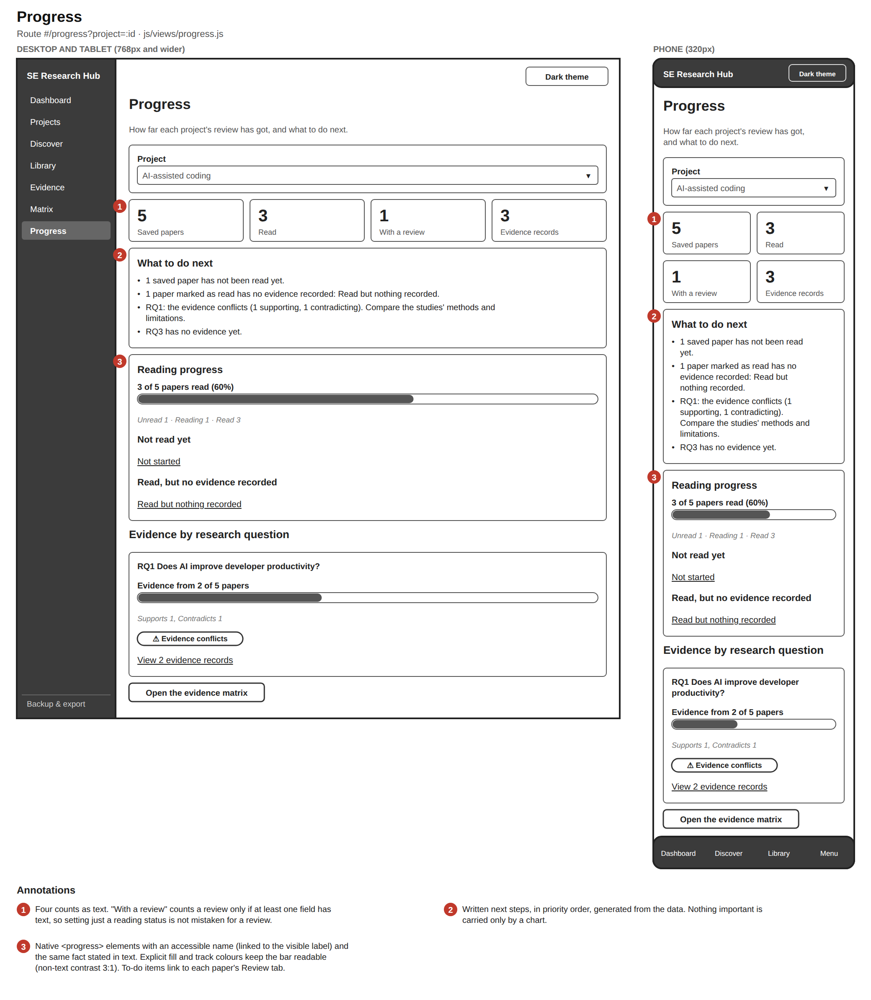 Progress
Route #/progress?project=:id · js/views/progress.js
DESKTOP AND TABLET (768px and wider)
SE Research Hub
Dashboard
Projects
Discover
Library
Evidence
Matrix
Progress
Backup & export
Dark theme
Progress
How far each project's review has got, and what to do next.
Project
AI-assisted coding
▼
1
5
Saved papers
3
Read
1
With a review
3
Evidence records
2
What to do next
• 1 saved paper has not been read yet.
• 1 paper marked as read has no evidence recorded: Read but nothing recorded.
• RQ1: the evidence conflicts (1 supporting, 1 contradicting). Compare the studies' methods and
limitations.
• RQ3 has no evidence yet.
3
Reading progress
3 of 5 papers read (60%)
Unread 1 · Reading 1 · Read 3
Not read yet
Not started
Read, but no evidence recorded
Read but nothing recorded
Evidence by research question
RQ1 Does AI improve developer productivity?
Evidence from 2 of 5 papers
Supports 1, Contradicts 1
⚠ Evidence conflicts
View 2 evidence records
Open the evidence matrix
PHONE (320px)
SE Research Hub
Dark theme
Progress
How far each project's review has got,
and what to do next.
Project
AI-assisted coding
▼
1
5
Saved papers
3
Read
1
With a review
3
Evidence records
2
What to do next
• 1 saved paper has not been read
yet.
• 1 paper marked as read has no
evidence recorded: Read but
nothing recorded.
• RQ1: the evidence conflicts (1
supporting, 1 contradicting).
Compare the studies' methods and
limitations.
• RQ3 has no evidence yet.
3
Reading progress
3 of 5 papers read (60%)
Unread 1 · Reading 1 · Read 3
Not read yet
Not started
Read, but no evidence recorded
Read but nothing recorded
Evidence by research question
RQ1 Does AI improve developer
productivity?
Evidence from 2 of 5 papers
Supports 1, Contradicts 1
⚠ Evidence conflicts
View 2 evidence records
Open the evidence matrix
Dashboard
Discover
Library
Menu
Annotations
1
Four counts as text. "With a review" counts a review only if at least one field has
text, so setting just a reading status is not mistaken for a review.
2
Written next steps, in priority order, generated from the data. Nothing important is
carried only by a chart.
3
Native <progress> elements with an accessible name (linked to the visible label) and
the same fact stated in text. Explicit fill and track colours keep the bar readable
(non-text contrast 3:1). To-do items link to each paper's Review tab.